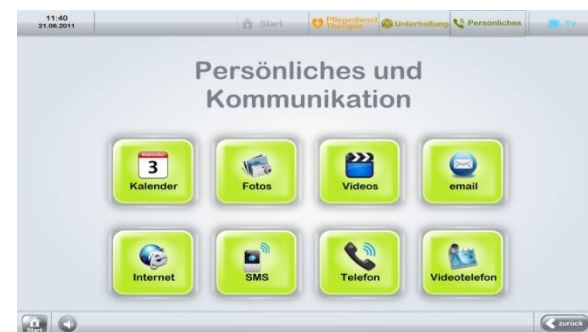 11:40
21.06.2011
Start
Pflegedienst
Therapie
Unterhaltung
Persönliches
TV
Persönliches und
Kommunikation
3
Kalender
Fotos
Videos
email
Internet
SMS
Telefon
Videotelefon
Start
zurück